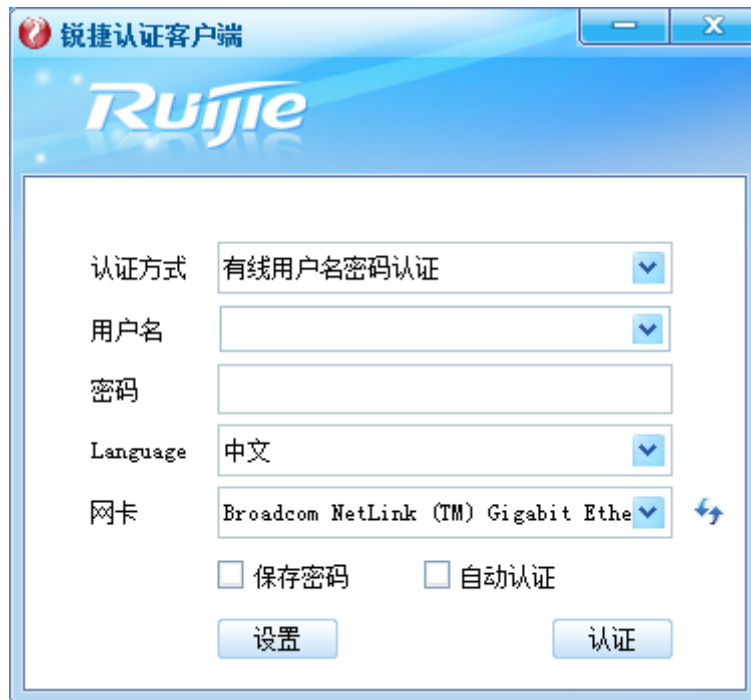 锐捷认证客户端
Ruijie
认证方式 有线用户名密码认证
用户名
密码
Language 中文
网卡 Broadcom NetLink (TM) Gigabit Ethe
保存密码 自动认证
设置 认证